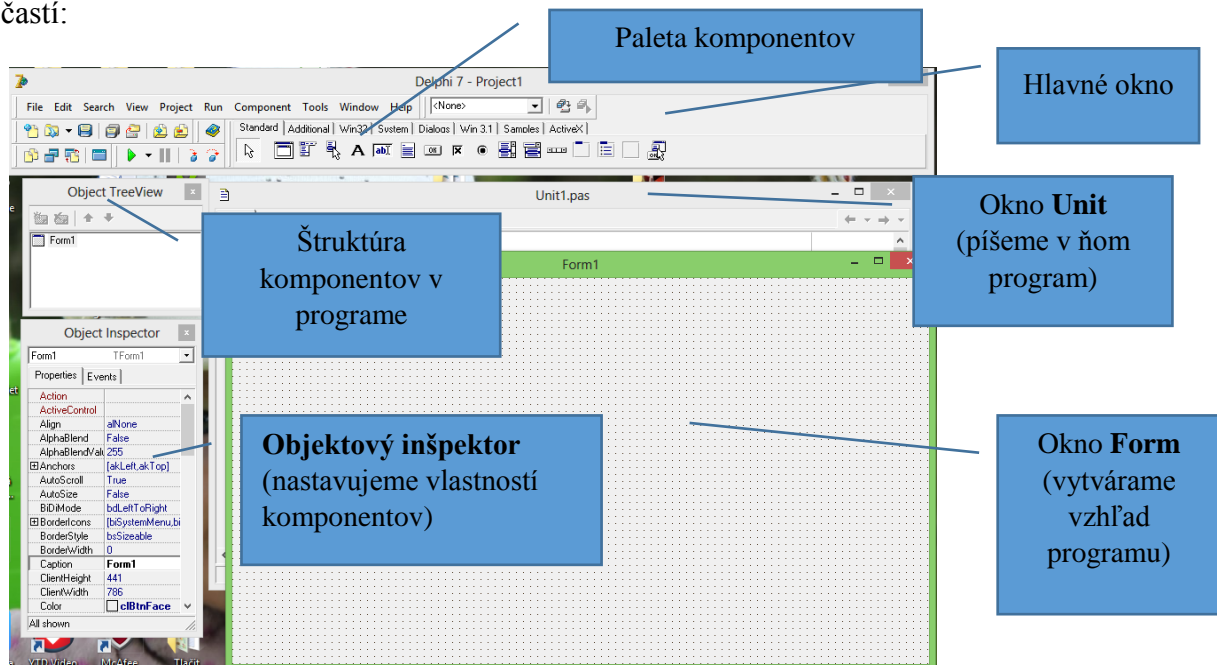 častí:
Paleta komponentov
Hlavné okno
Delphi 7 - Project1
File Edit Search View Project Run Component Tools Window Help <None>
Standard Additional Win32 System Dialogs Win 3.1 Samples ActiveX
Object TreeView
Form1
Unit1.pas
Okno Unit
(píšeme v ňom
program)
Štruktúra
komponentov v
programe
Form1
Object Inspector
Form1 TForm1
Properties Events
Action
ActiveControl
Align alNone
AlphaBlend False
AlphaBlendVal 255
Anchors [akLeft,akTop]
AutoScroll True
AutoSize False
BiDiMode bdLeftToRight
BorderIcons [biSystemMenu,bi
BorderStyle bsSizeable
BorderWidth 0
Caption Form1
ClientHeight 441
ClientWidth 786
Color clBtnFace
All shown
Objektový inšpektor
(nastavujeme vlastností
komponentov)
Okno Form
(vytvárame
vzhľad
programu)
YTD Video McAfee Tlačit